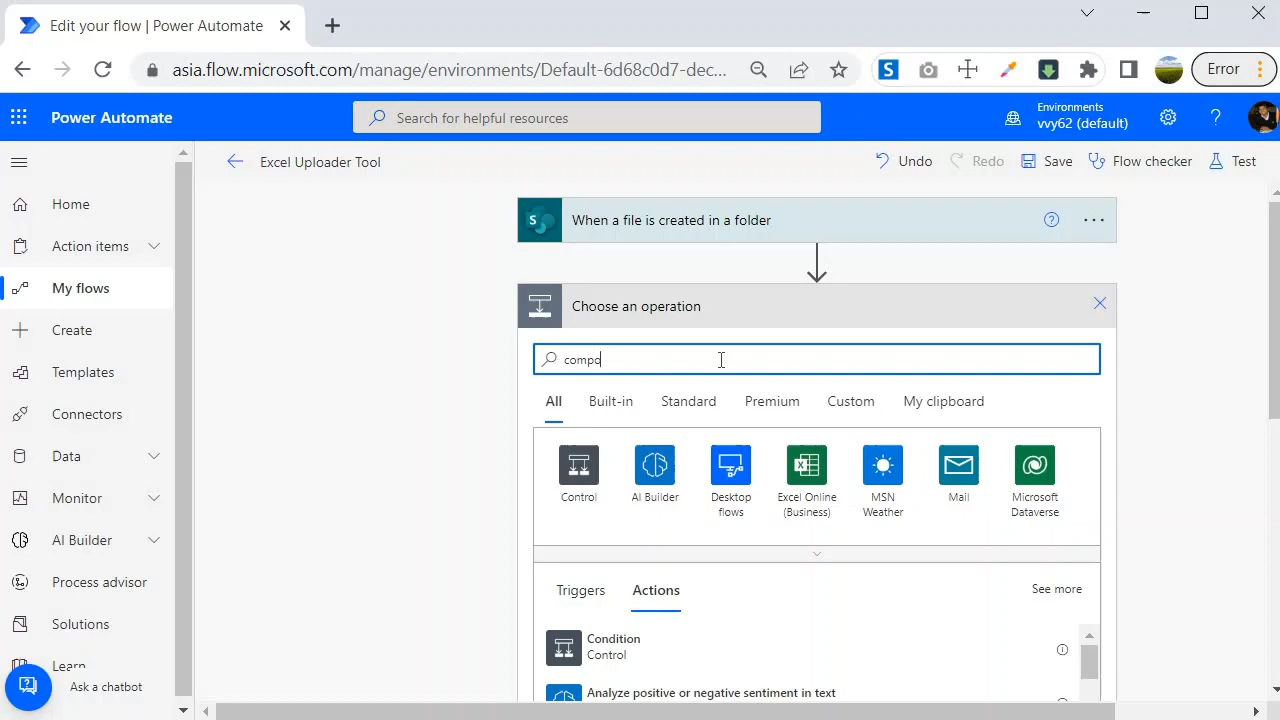 Edit your flow | Power Automate
asia.flow.microsoft.com/manage/environments/Default-6d68c0d7-dec...
Error
Power Automate
Search for helpful resources
Environments
vvy62 (default)
Excel Uploader Tool
Undo
Redo
Save
Flow checker
Test
Home
Action items
My flows
Create
Templates
Connectors
Data
Monitor
AI Builder
Process advisor
Solutions
Learn
Ask a chatbot
When a file is created in a folder
Choose an operation
compo
All
Built-in
Standard
Premium
Custom
My clipboard
Control
AI Builder
Desktop
flows
Excel Online
(Business)
MSN
Weather
Mail
Microsoft
Dataverse
Triggers
Actions
See more
Condition
Control
Analyze positive or negative sentiment in text